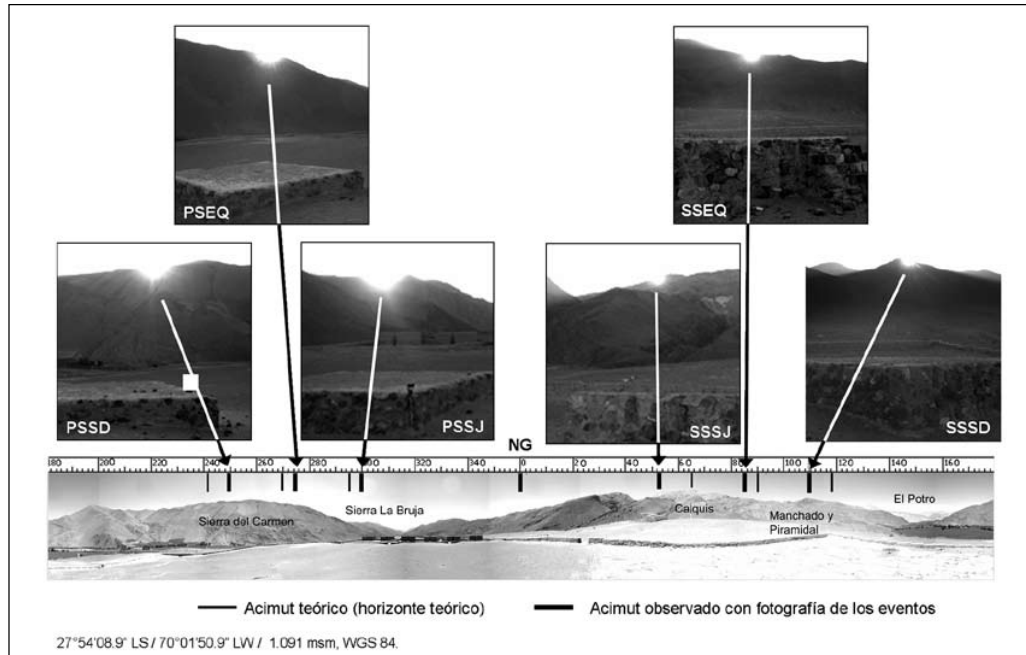 PSEQ
SSEQ
PSSD
PSSJ
SSSJ
SSSD
NG
180 200 220 240 260 280 300 320 340 0 20 40 60 80 100 120 140 160
Sierra del Carmen
Sierra La Bruja
Caiquis
Manchado y
Piramidal
El Potro
Acimut teórico (horizonte teórico)
Acimut observado con fotografía de los eventos
27°54'08.9" LS / 70°01'50.9" LW / 1.091 msm, WGS 84.